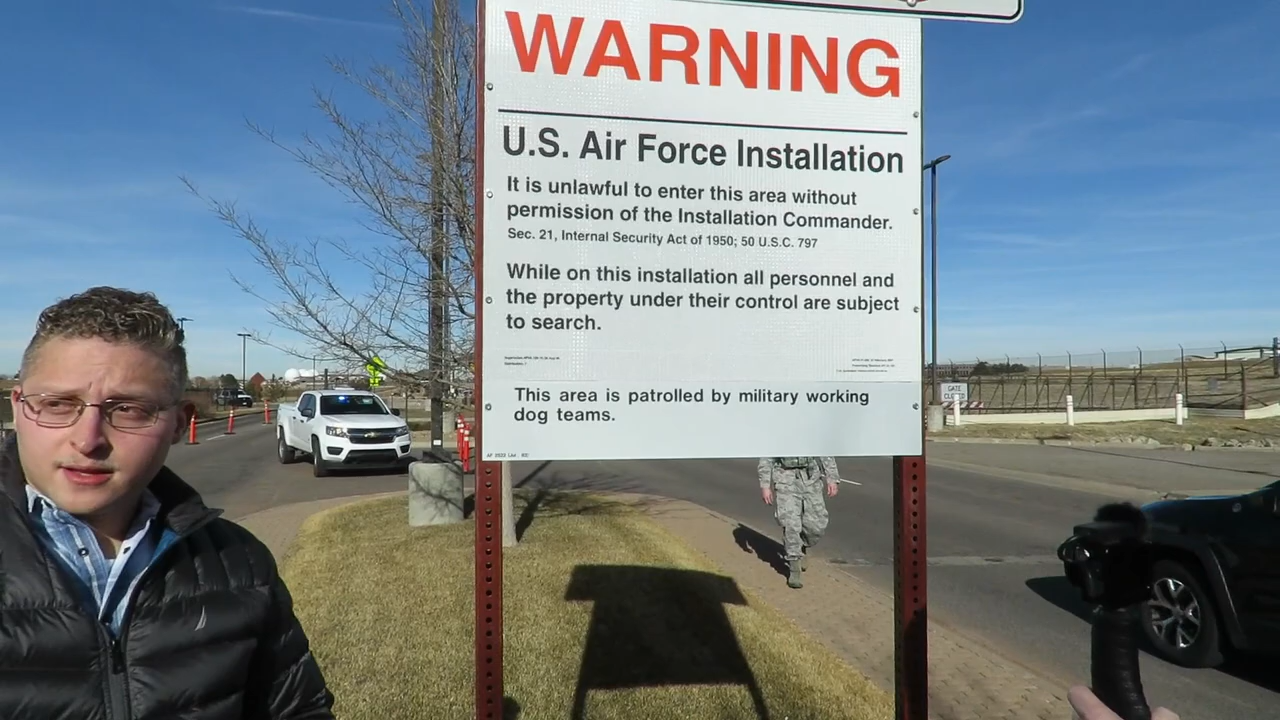 WARNING
U.S. Air Force Installation
It is unlawful to enter this area without
permission of the Installation Commander.
Sec. 21, Internal Security Act of 1950; 50 U.S.C. 797
While on this installation all personnel and
the property under their control are subject
to search.
This area is patrolled by military working
dog teams.
GATE
CLOSED